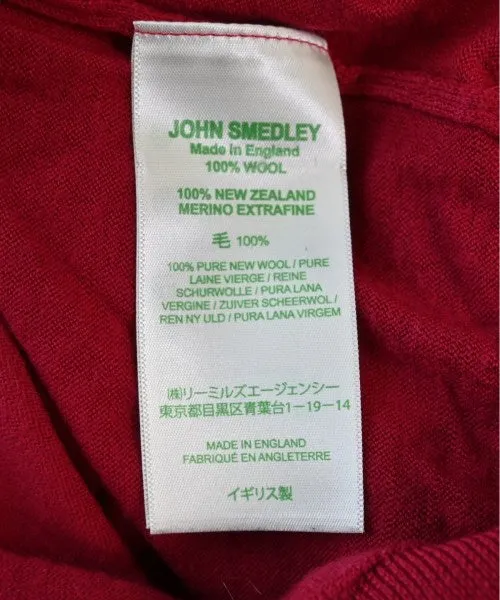 JOHN SMEDLEY
Made in England
100% WOOL
100% NEW ZEALAND
MERINO EXTRAFINE
毛 100%
100% PURE NEW WOOL / PURE
LAINE VIERGE / REINE
SCHURWOLLE / PURA LANA
VERGINE / ZUIVER SCHEERWOL /
REN NY ULD / PURA LANA VIRGEM
㈱リーミルズエージェンシー
東京都目黒区青葉台1-19-14
MADE IN ENGLAND
FABRIQUÉ EN ANGLETERRE
イギリス製